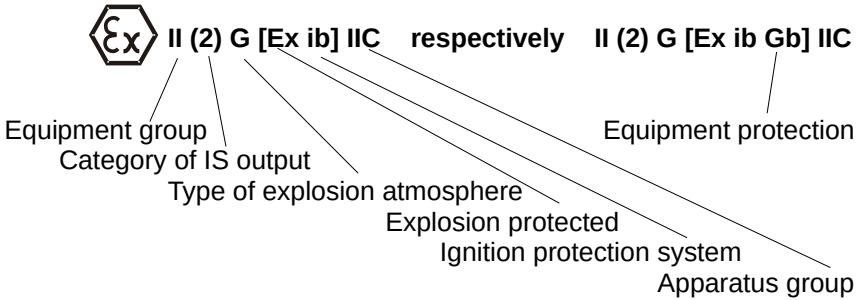 Ex II (2) G [Ex ib] IIC respectively II (2) G [Ex ib Gb] IIC
Equipment group Equipment protection
Category of IS output
Type of explosion atmosphere
Explosion protected
Ignition protection system
Apparatus group